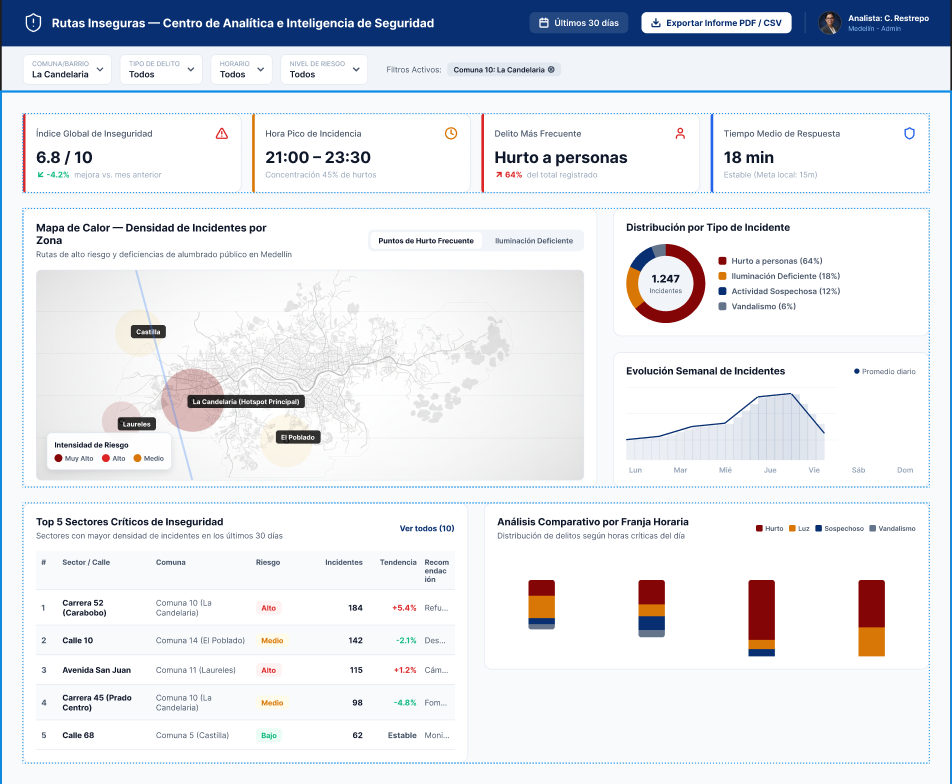 Rutas Inseguras — Centro de Analítica e Inteligencia de Seguridad
Últimos 30 días
Exportar Informe PDF / CSV
Analista: C. Restrepo
Medellín - Admin
COMUNA/BARRIO
La Candelaria
TIPO DE DELITO
Todos
HORARIO
Todos
NIVEL DE RIESGO
Todos
Filtros Activos:
Comuna 10: La Candelaria
Índice Global de Inseguridad
6.8 / 10
-4.2% mejora vs. mes anterior
Hora Pico de Incidencia
21:00 – 23:30
Concentración 45% de hurtos
Delito Más Frecuente
Hurto a personas
64% del total registrado
Tiempo Medio de Respuesta
18 min
Estable (Meta local: 15m)
Mapa de Calor — Densidad de Incidentes por
Zona
Rutas de alto riesgo y deficiencias de alumbrado público en Medellín
Puntos de Hurto Frecuente
Iluminación Deficiente
Castilla
La Candelaria (Hotspot Principal)
Laureles
El Poblado
Intensidad de Riesgo
Muy Alto
Alto
Medio
Distribución por Tipo de Incidente
1.247
Incidentes
Hurto a personas (64%)
Iluminación Deficiente (18%)
Actividad Sospechosa (12%)
Vandalismo (6%)
Evolución Semanal de Incidentes
Promedio diario
Lun Mar Mié Jue Vie Sáb Dom
Top 5 Sectores Críticos de Inseguridad
Sectores con mayor densidad de incidentes en los últimos 30 días
Ver todos (10)
# Sector / Calle Comuna Riesgo Incidentes Tendencia Recom
endac
ión
1 Carrera 52 (Carabobo) Comuna 10 (La Candelaria) Alto 184 +5.4% Refu...
2 Calle 10 Comuna 14 (El Poblado) Medio 142 -2.1% Des...
3 Avenida San Juan Comuna 11 (Laureles) Alto 115 +1.2% Cám...
4 Carrera 45 (Prado Centro) Comuna 10 (La Candelaria) Medio 98 -4.8% Fom...
5 Calle 68 Comuna 5 (Castilla) Bajo 62 Estable Moni...
Análisis Comparativo por Franja Horaria
Distribución de delitos según horas críticas del día
Hurto
Luz
Sospechoso
Vandalismo